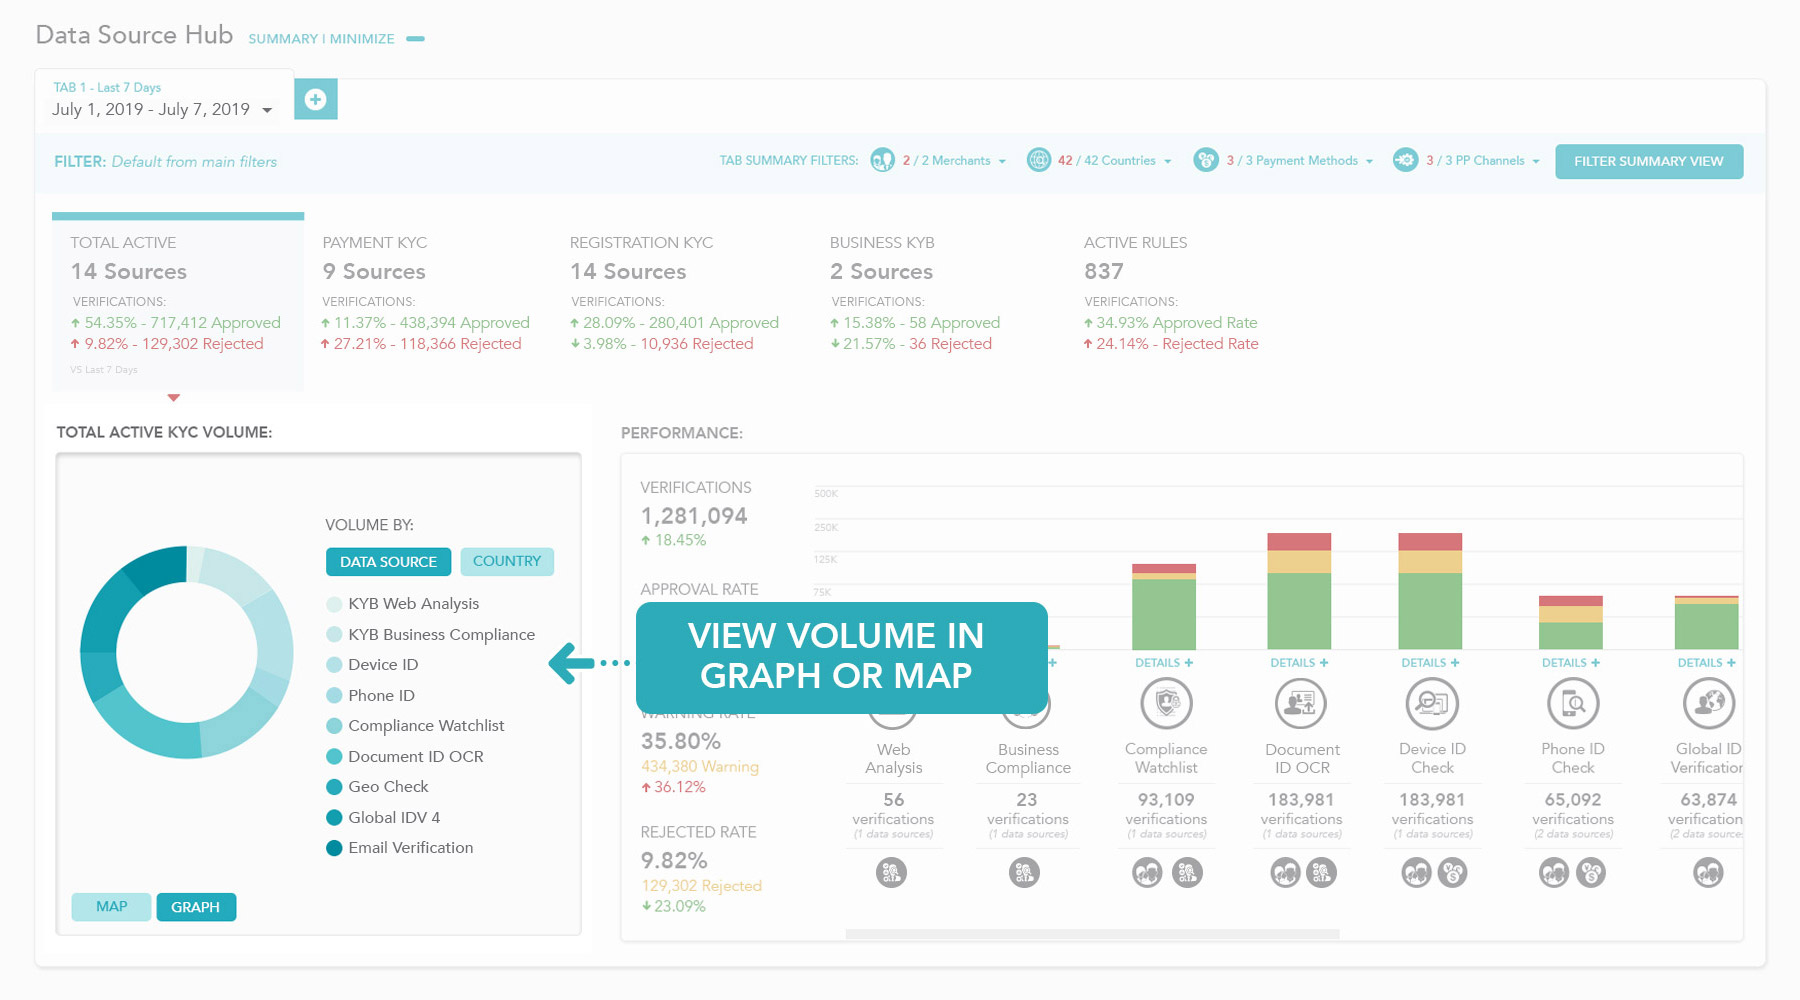 Data Source Hub SUMMARY | MINIMIZE
TAB 1 - Last 7 Days
July 1, 2019 - July 7, 2019
FILTER: Default from main filters
TAB SUMMARY FILTERS: 2 / 2 Merchants 42 / 42 Countries 3 / 3 Payment Methods 3 / 3 PP Channels FILTER SUMMARY VIEW
TOTAL ACTIVE
14 Sources
VERIFICATIONS:
54.35% - 717,412 Approved
9.82% - 129,302 Rejected
VS Last 7 Days
PAYMENT KYC
9 Sources
VERIFICATIONS:
11.37% - 438,394 Approved
27.21% - 118,366 Rejected
REGISTRATION KYC
14 Sources
VERIFICATIONS:
28.09% - 280,401 Approved
3.98% - 10,936 Rejected
BUSINESS KYB
2 Sources
VERIFICATIONS:
15.38% - 58 Approved
21.57% - 36 Rejected
ACTIVE RULES
837
VERIFICATIONS:
34.93% Approved Rate
24.14% - Rejected Rate
TOTAL ACTIVE KYC VOLUME:
VOLUME BY:
DATA SOURCE COUNTRY
KYB Web Analysis
KYB Business Compliance
Device ID
Phone ID
Compliance Watchlist
Document ID OCR
Geo Check
Global IDV 4
Email Verification
MAP GRAPH
VIEW VOLUME IN
GRAPH OR MAP
PERFORMANCE:
VERIFICATIONS
1,281,094
18.45%
APPROVAL RATE
WARNING RATE
35.80%
434,380 Warning
36.12%
REJECTED RATE
9.82%
129,302 Rejected
23.09%
500K
250K
125K
75K
DETAILS + DETAILS + DETAILS + DETAILS + DETAILS +
Web
Analysis
56
verifications
(1 data sources)
Business
Compliance
23
verifications
(1 data sources)
Compliance
Watchlist
93,109
verifications
(1 data sources)
Document
ID OCR
183,981
verifications
(1 data sources)
Device ID
Check
183,981
verifications
(1 data sources)
Phone ID
Check
65,092
verifications
(2 data sources)
Global ID
Verification
63,874
verification
(2 data source